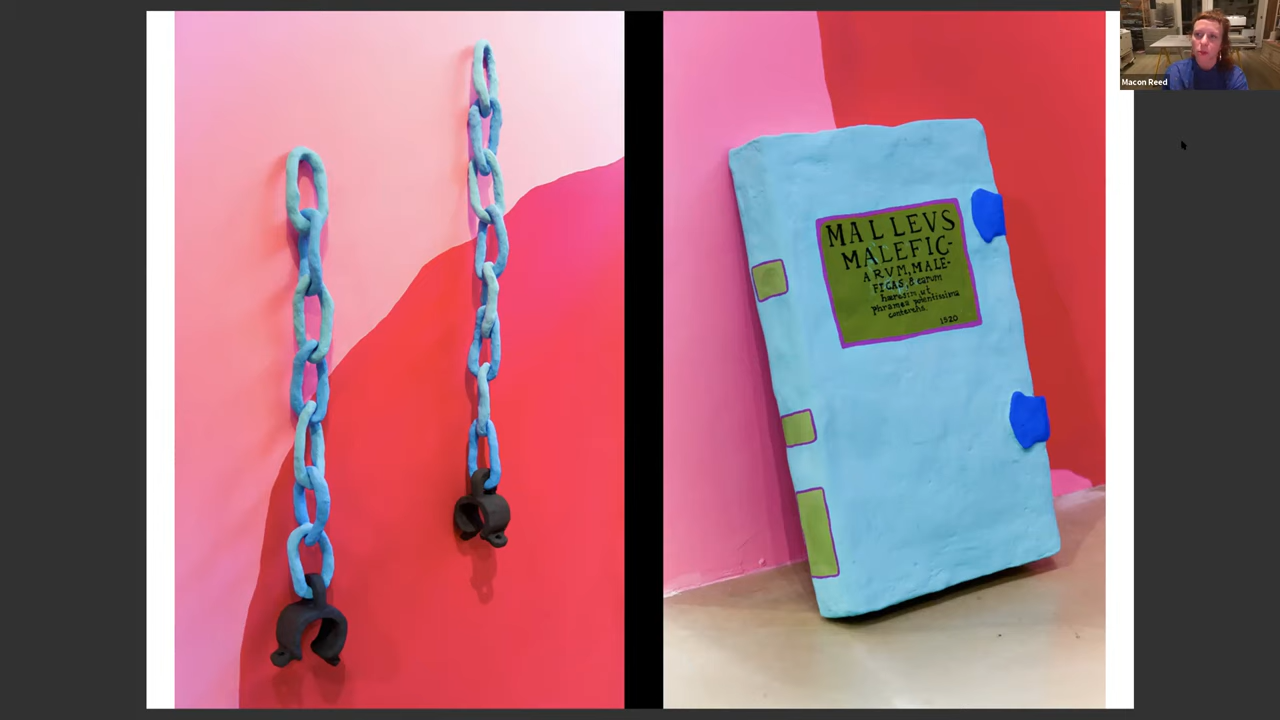 MALLEVS
MALEFIC-
ARVM, MALE-
FICAS, & earum
hæresim, ut
phramea potentissima
conterens.
1520
Macon Reed